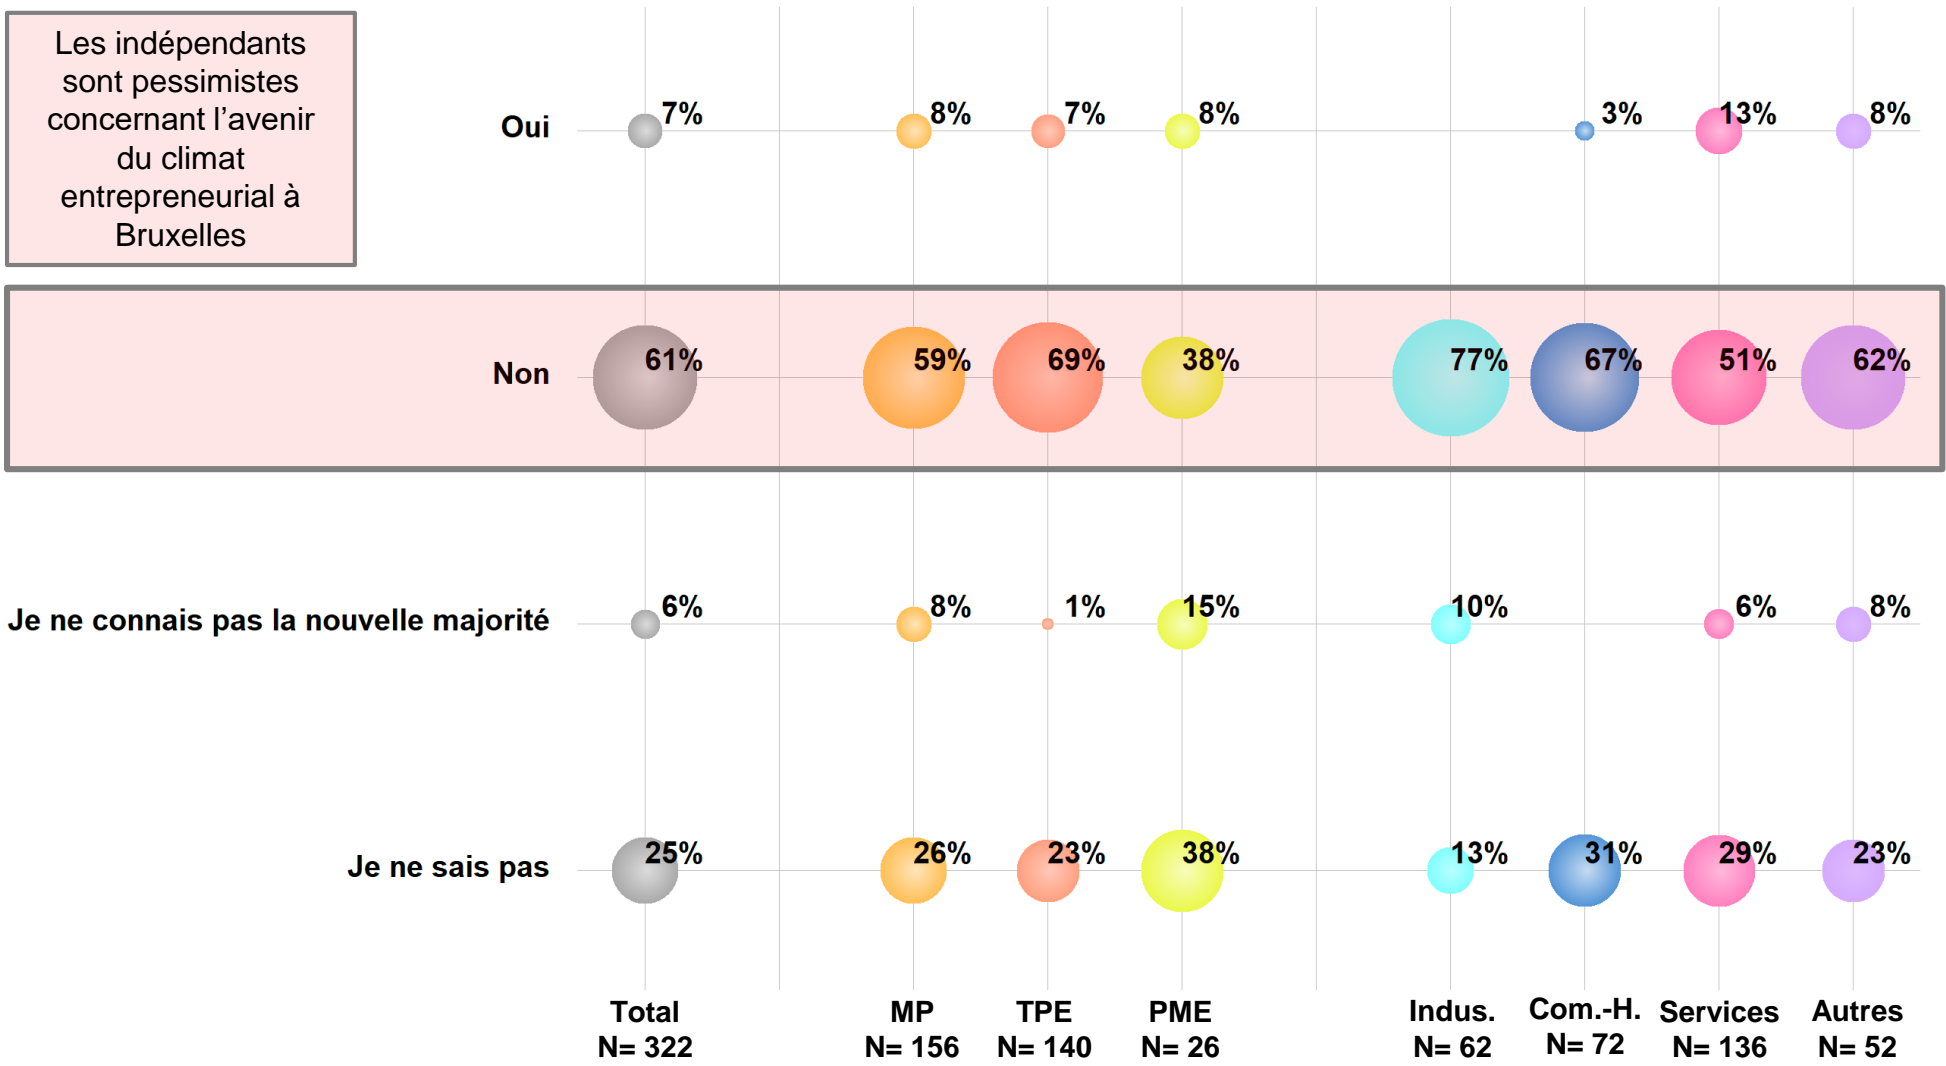 Les indépendants
sont pessimistes
concernant l’avenir
du climat
entrepreneurial à
Bruxelles
Oui 7% 8% 7% 8% 3% 13% 8%
Non 61% 59% 69% 38% 77% 67% 51% 62%
Je ne connais pas la nouvelle majorité 6% 8% 1% 15% 10% 6% 8%
Je ne sais pas 25% 26% 23% 38% 13% 31% 29% 23%
Total MP TPE PME Indus. Com.-H. Services Autres
N= 322 N= 156 N= 140 N= 26 N= 62 N= 72 N= 136 N= 52